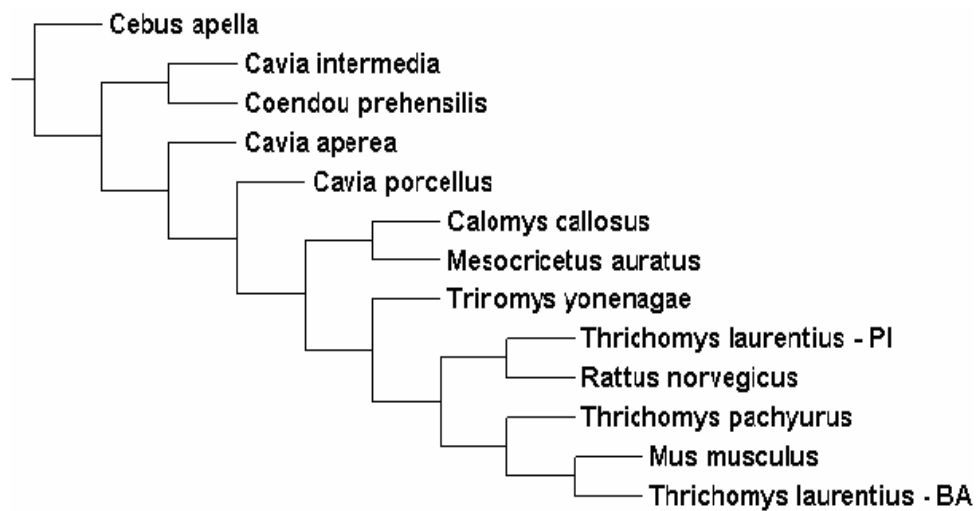 Cebus apella
Cavia intermedia
Coendou prehensilis
Cavia aperea
Cavia porcellus
Calomys callosus
Mesocricetus auratus
Trinomys yonenagae
Thrichomys laurentius - PI
Rattus norvegicus
Thrichomys pachyurus
Mus musculus
Thrichomys laurentius - BA